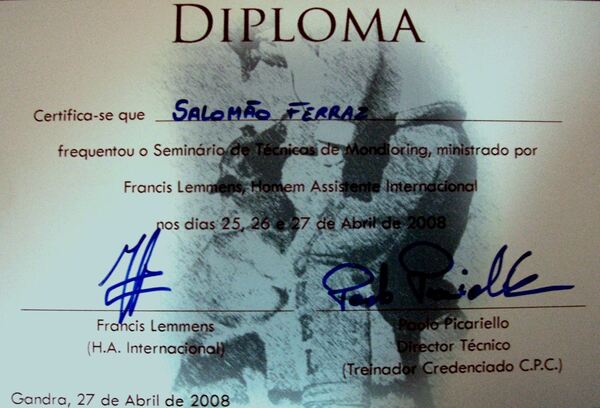 DIPLOMA
Certifica-se que SALOMÃO FERRAZ
frequentou o Seminário de Técnicas de Mondioring, ministrado por
Francis Lemmens, Homem Assistente Internacional
nos dias 25, 26 e 27 de Abril de 2008
Francis Lemmens
(H.A. Internacional)
Paolo Picariello
Director Técnico
(Treinador Credenciado C.P.C.)
Gandra, 27 de Abril de 2008